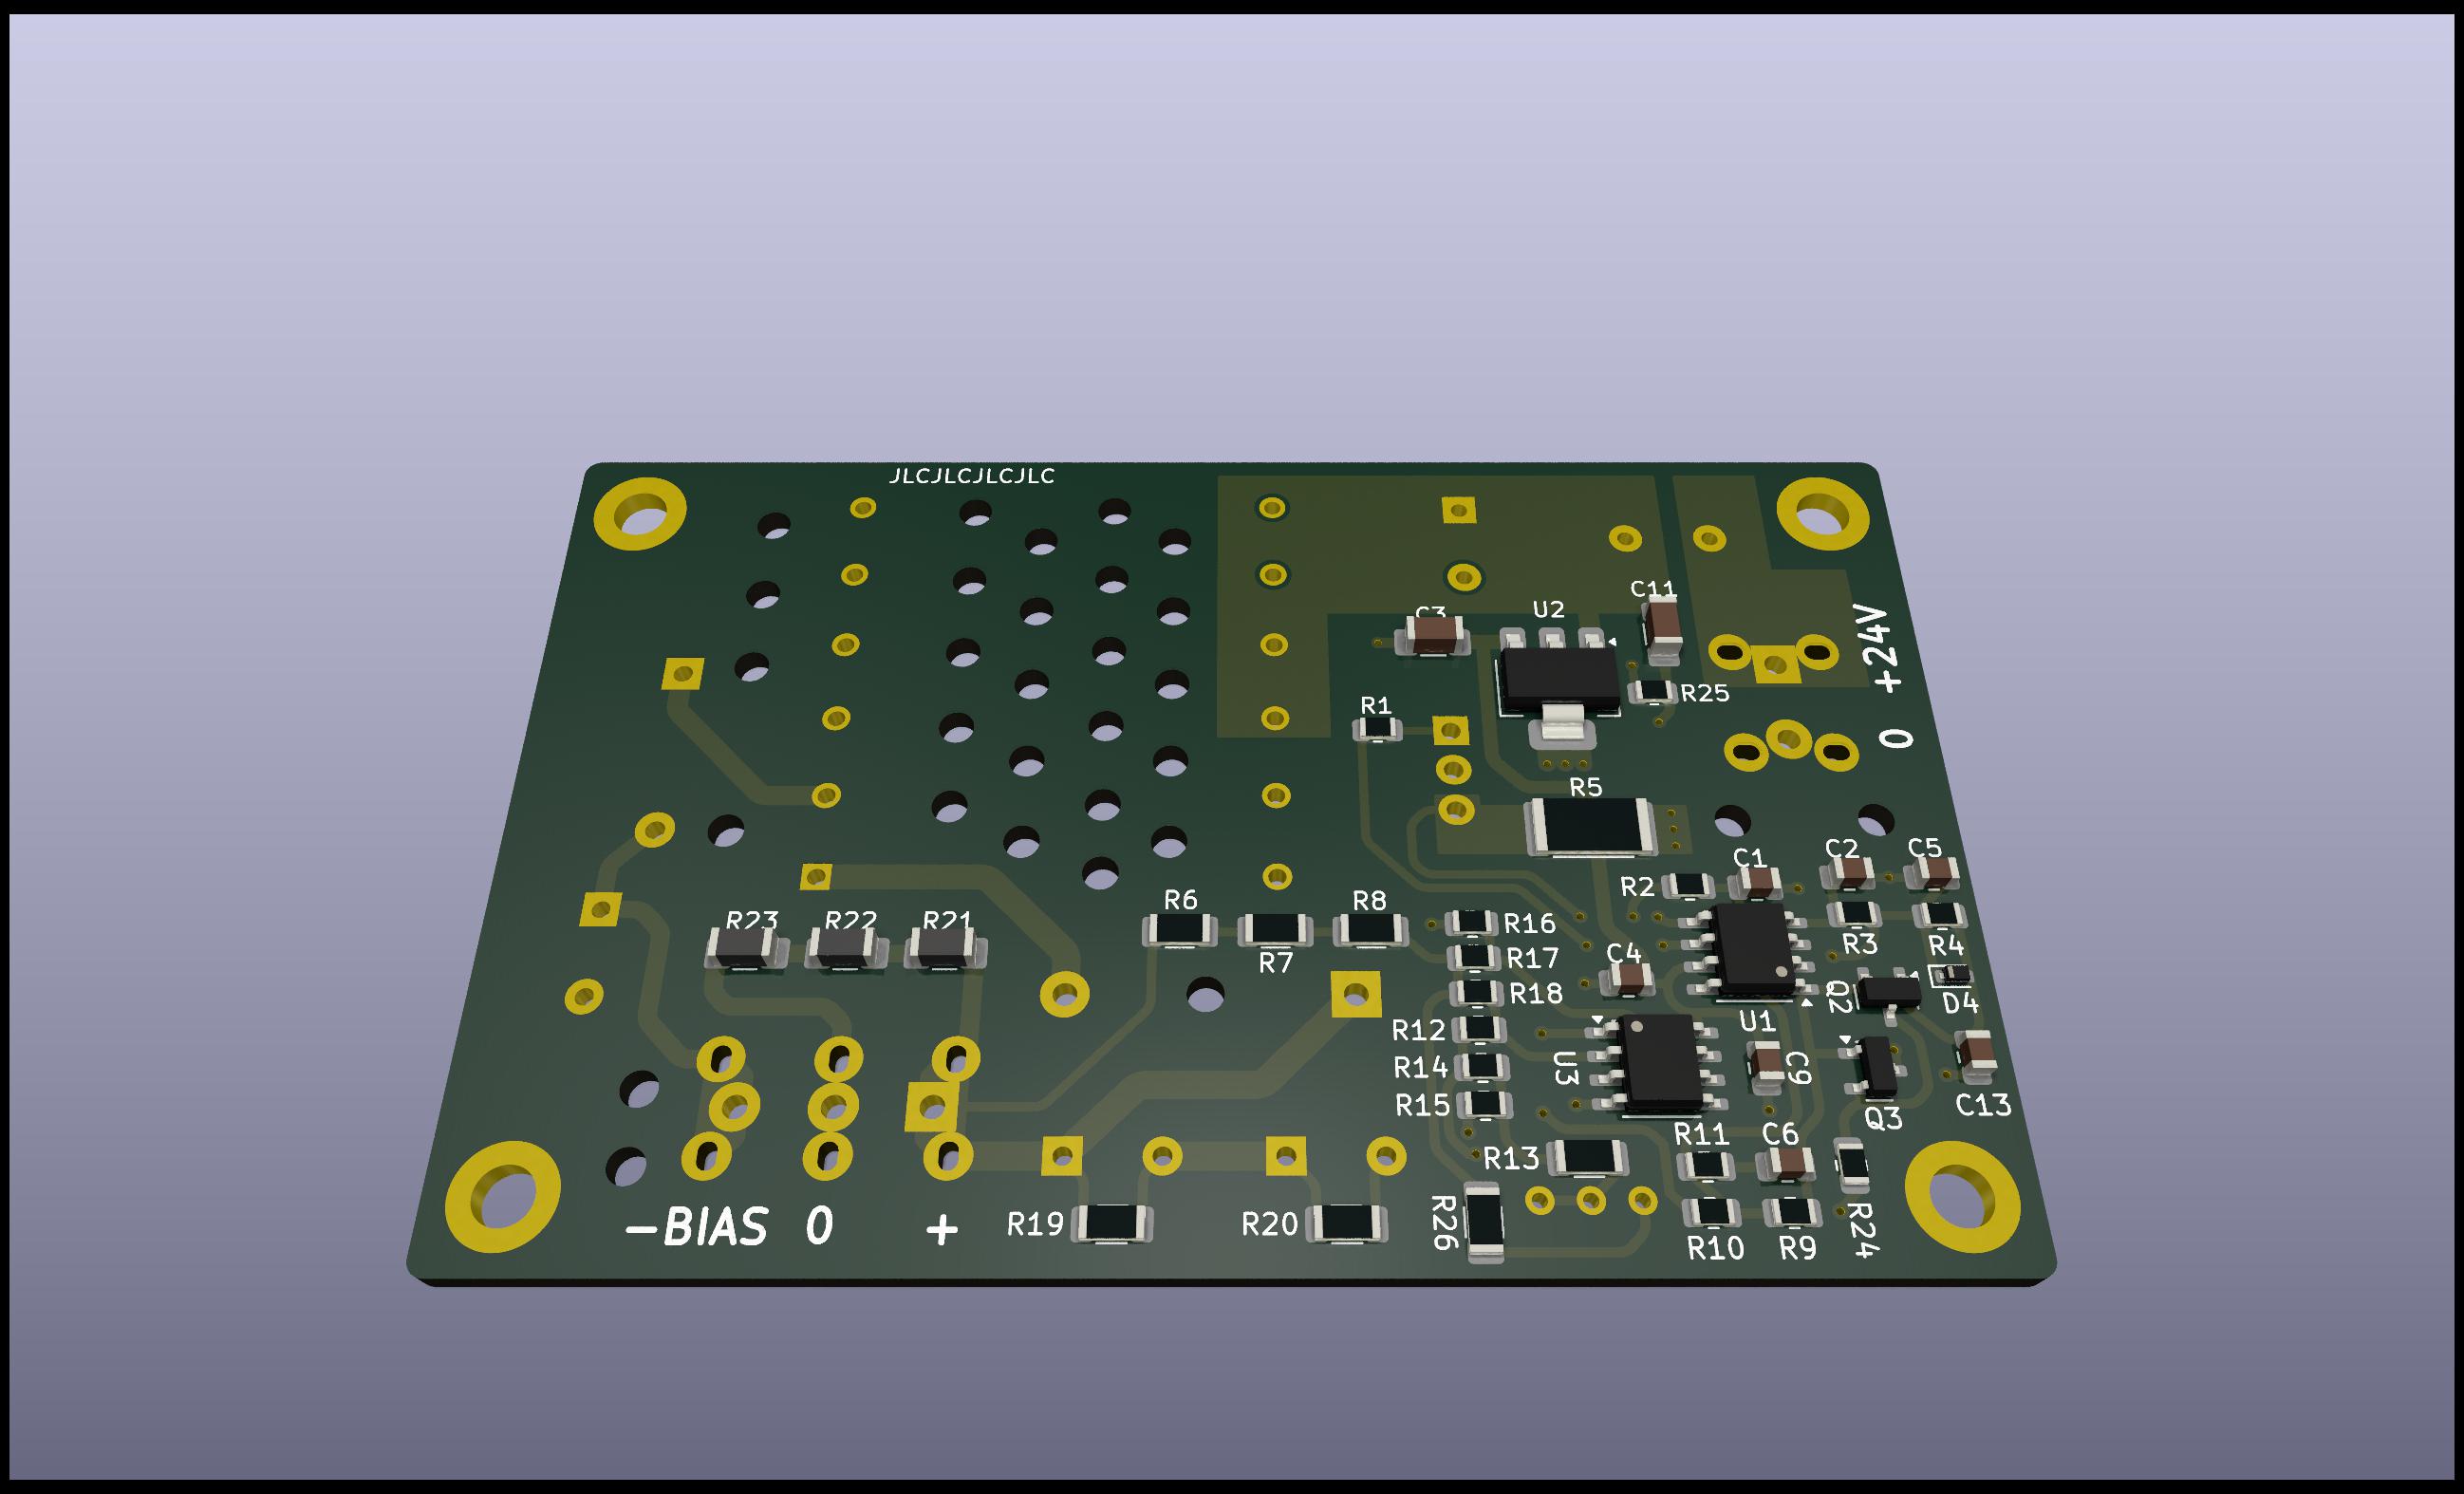 JLCJLCJLCJLC
C11
C3
U2
+24V
R25
R1
0
R5
C2
C5
C1
R2
R6
R8
R23
R22
R21
R16
R3
R4
R7
R17
C4
R18
Q2
D4
U1
R12
R14
U3
C9
R15
C13
Q3
R11
C6
R13
-BIAS
0
+
R19
R20
R26
R24
R10
R9